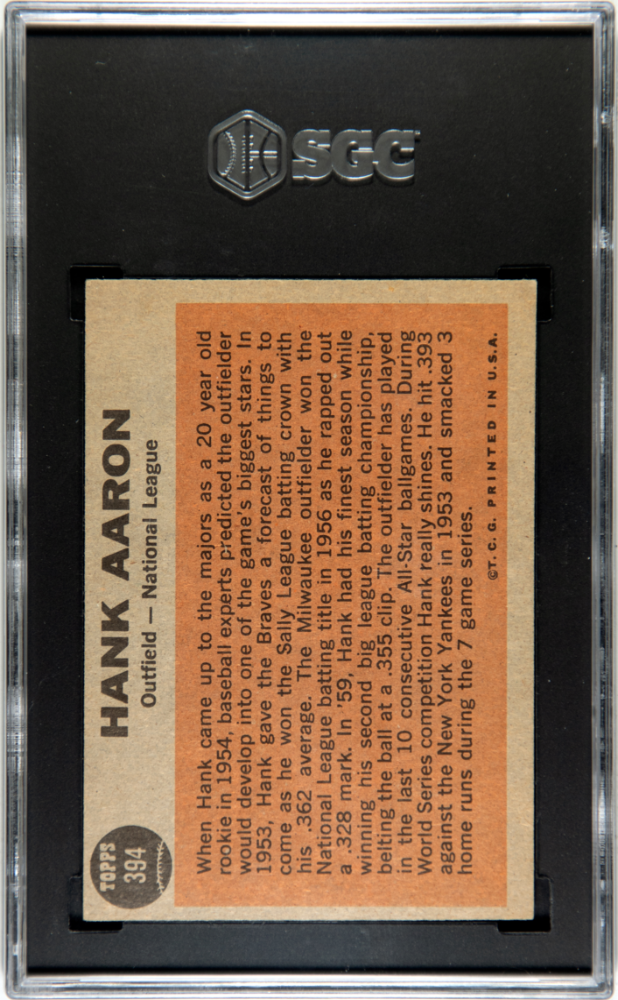 SGC
TOPPS
394
HANK AARON
Outfield — National League
When Hank came up to the majors as a 20 year old
rookie in 1954, baseball experts predicted the outfielder
would develop into one of the game's biggest stars. In
1953, Hank gave the Braves a forecast of things to
come as he won the Sally League batting crown with
his .362 average. The Milwaukee outfielder won the
National League batting title in 1956 as he rapped out
a .328 mark. In '59, Hank had his finest season while
winning his second big league batting championship,
belting the ball at a .355 clip. The outfielder has played
in the last 10 consecutive All-Star ballgames. During
World Series competition Hank really shines. He hit .393
against the New York Yankees in 1953 and smacked 3
home runs during the 7 game series.
©T. C. G. PRINTED IN U.S.A.